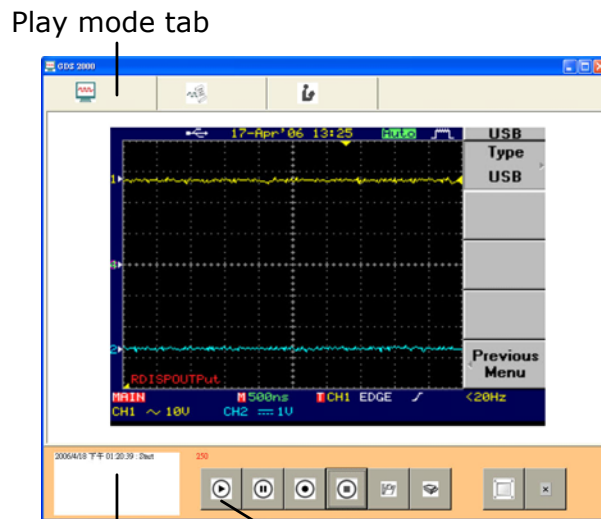 Play mode tab
GDS 2000
17-Apr'06 13:25 Auto USB
Type
USB
1
2
RDISPOUTPut
Previous
Menu
MAIN M 500ns T CH1 EDGE <20Hz
CH1 10V CH2 1V
2006/4/18 下午 01:20:39 : Start 250